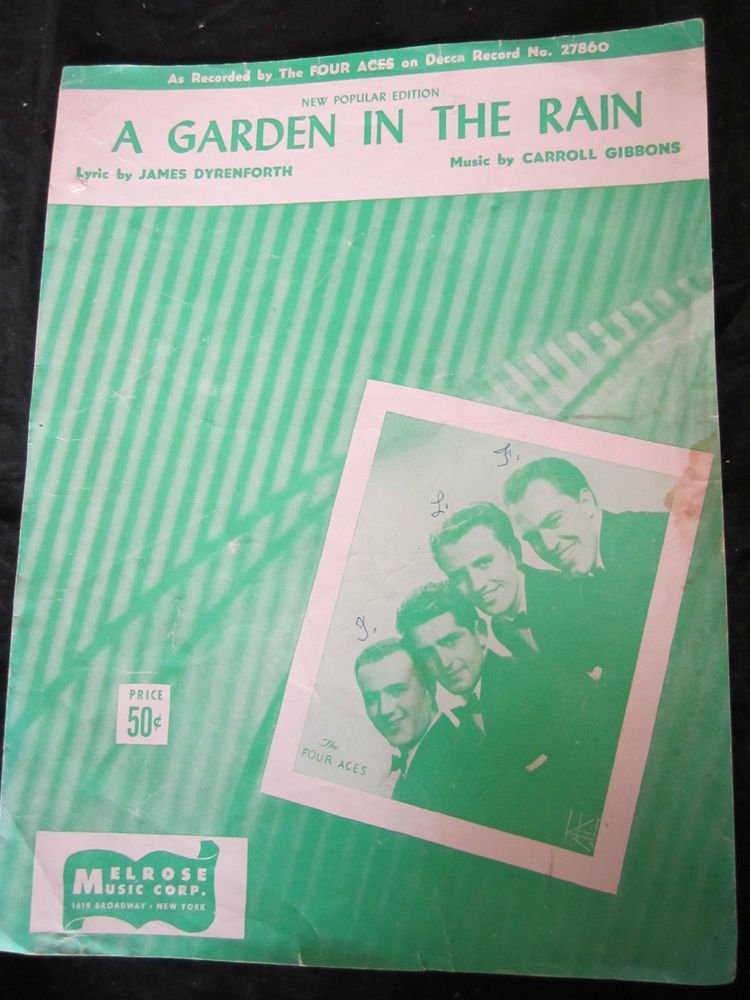 As Recorded by The FOUR ACES on Decca Record No. 27860
NEW POPULAR EDITION
A GARDEN IN THE RAIN
Lyric by JAMES DYRENFORTH
Music by CARROLL GIBBONS
F.
L.
PRICE
50¢
The
FOUR ACES
MELROSE
MUSIC CORP.
1619 BROADWAY · NEW YORK